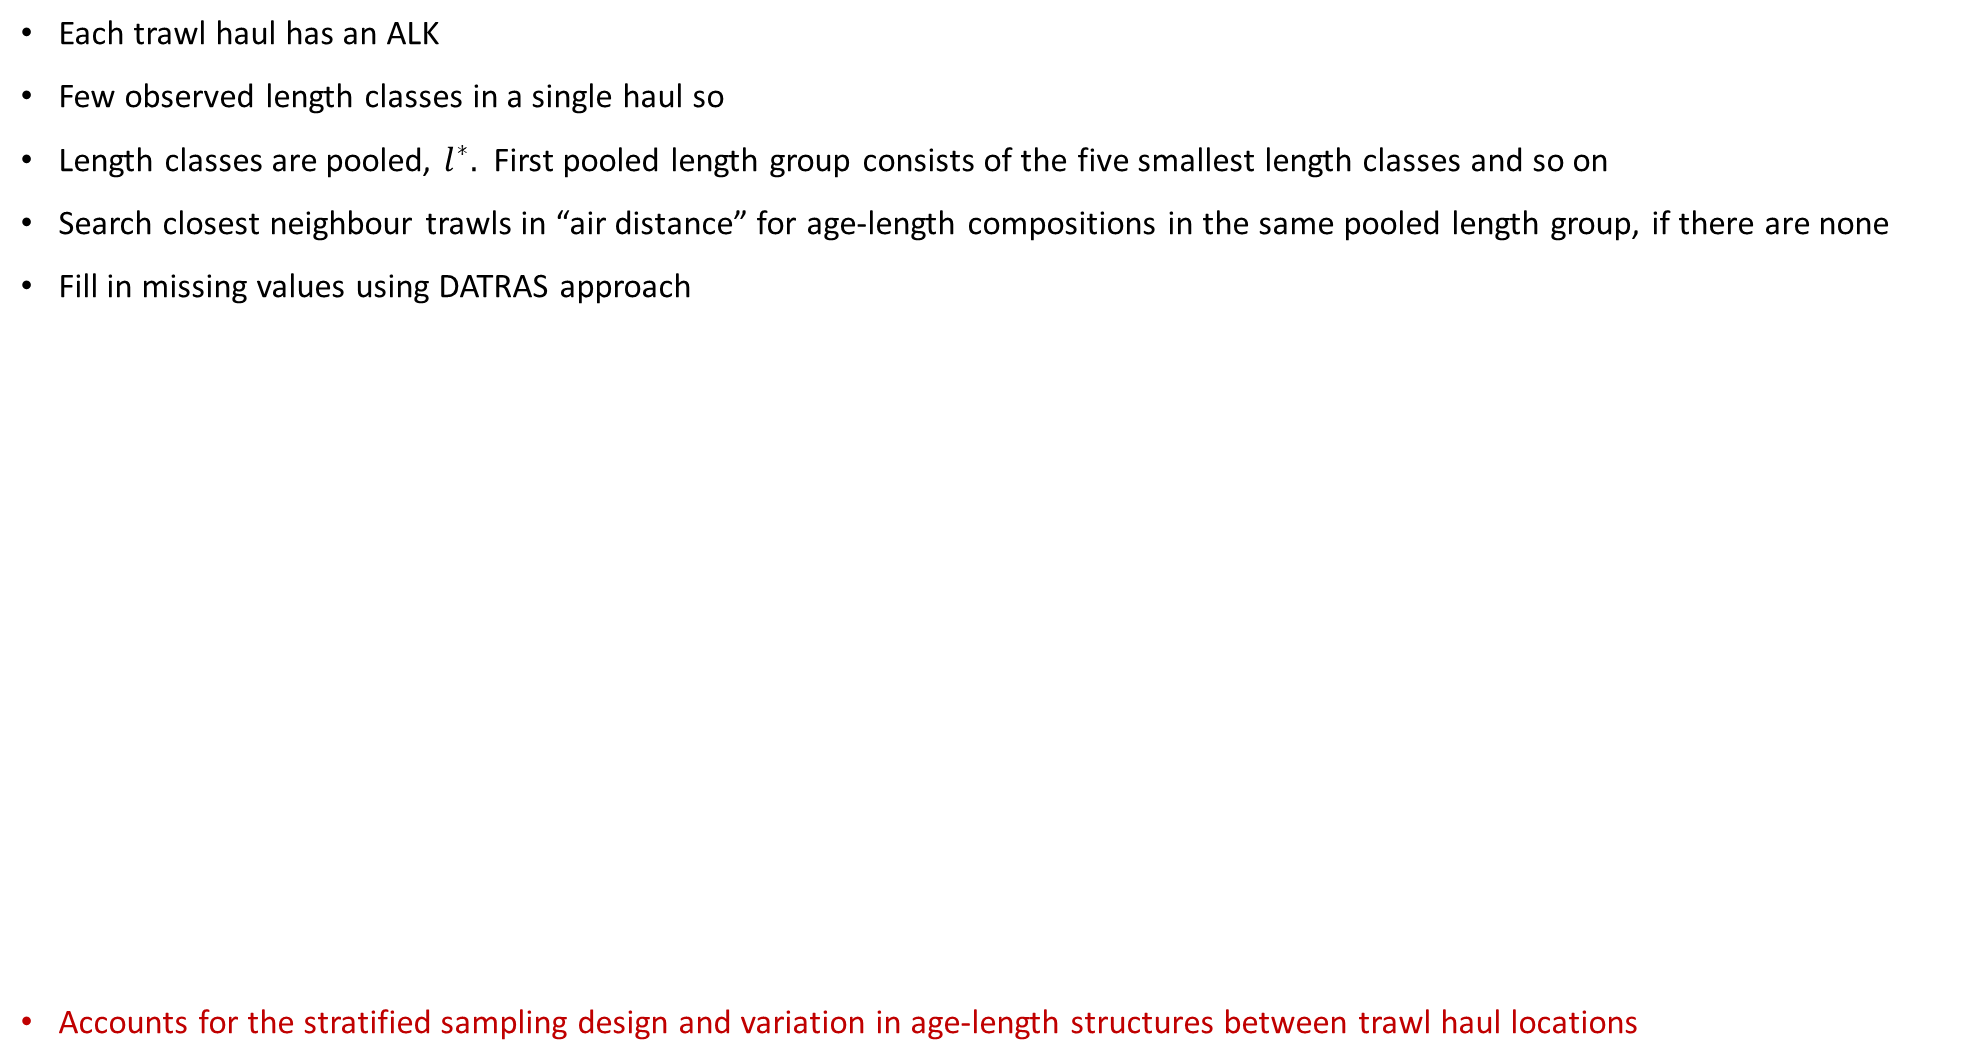 • Each trawl haul has an ALK
• Few observed length classes in a single haul so
• Length classes are pooled, l*. First pooled length group consists of the five smallest length classes and so on
• Search closest neighbour trawls in “air distance” for age-length compositions in the same pooled length group, if there are none
• Fill in missing values using DATRAS approach
• Accounts for the stratified sampling design and variation in age-length structures between trawl haul locations